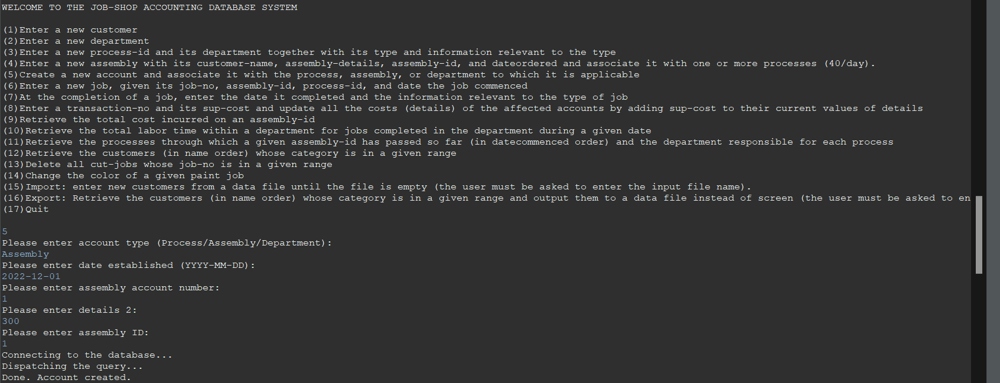 WELCOME TO THE JOB-SHOP ACCOUNTING DATABASE SYSTEM
(1)Enter a new customer
(2)Enter a new department
(3)Enter a new process-id and its department together with its type and information relevant to the type
(4)Enter a new assembly with its customer-name, assembly-details, assembly-id, and dateordered and associate it with one or more processes (40/day).
(5)Create a new account and associate it with the process, assembly, or department to which it is applicable
(6)Enter a new job, given its job-no, assembly-id, process-id, and date the job commenced
(7)At the completion of a job, enter the date it completed and the information relevant to the type of job
(8)Enter a transaction-no and its sup-cost and update all the costs (details) of the affected accounts by adding sup-cost to their current values of details
(9)Retrieve the total cost incurred on an assembly-id
(10)Retrieve the total labor time within a department for jobs completed in the department during a given date
(11)Retrieve the processes through which a given assembly-id has passed so far (in datecommenced order) and the department responsible for each process
(12)Retrieve the customers (in name order) whose category is in a given range
(13)Delete all cut-jobs whose job-no is in a given range
(14)Change the color of a given paint job
(15)Import: enter new customers from a data file until the file is empty (the user must be asked to enter the input file name).
(16)Export: Retrieve the customers (in name order) whose category is in a given range and output them to a data file instead of screen (the user must be asked to en
(17)Quit
5
Please enter account type (Process/Assembly/Department):
Assembly
Please enter date established (YYYY-MM-DD):
2022-12-01
Please enter assembly account number:
1
Please enter details 2:
300
Please enter assembly ID:
1
Connecting to the database...
Dispatching the query...
Done. Account created.